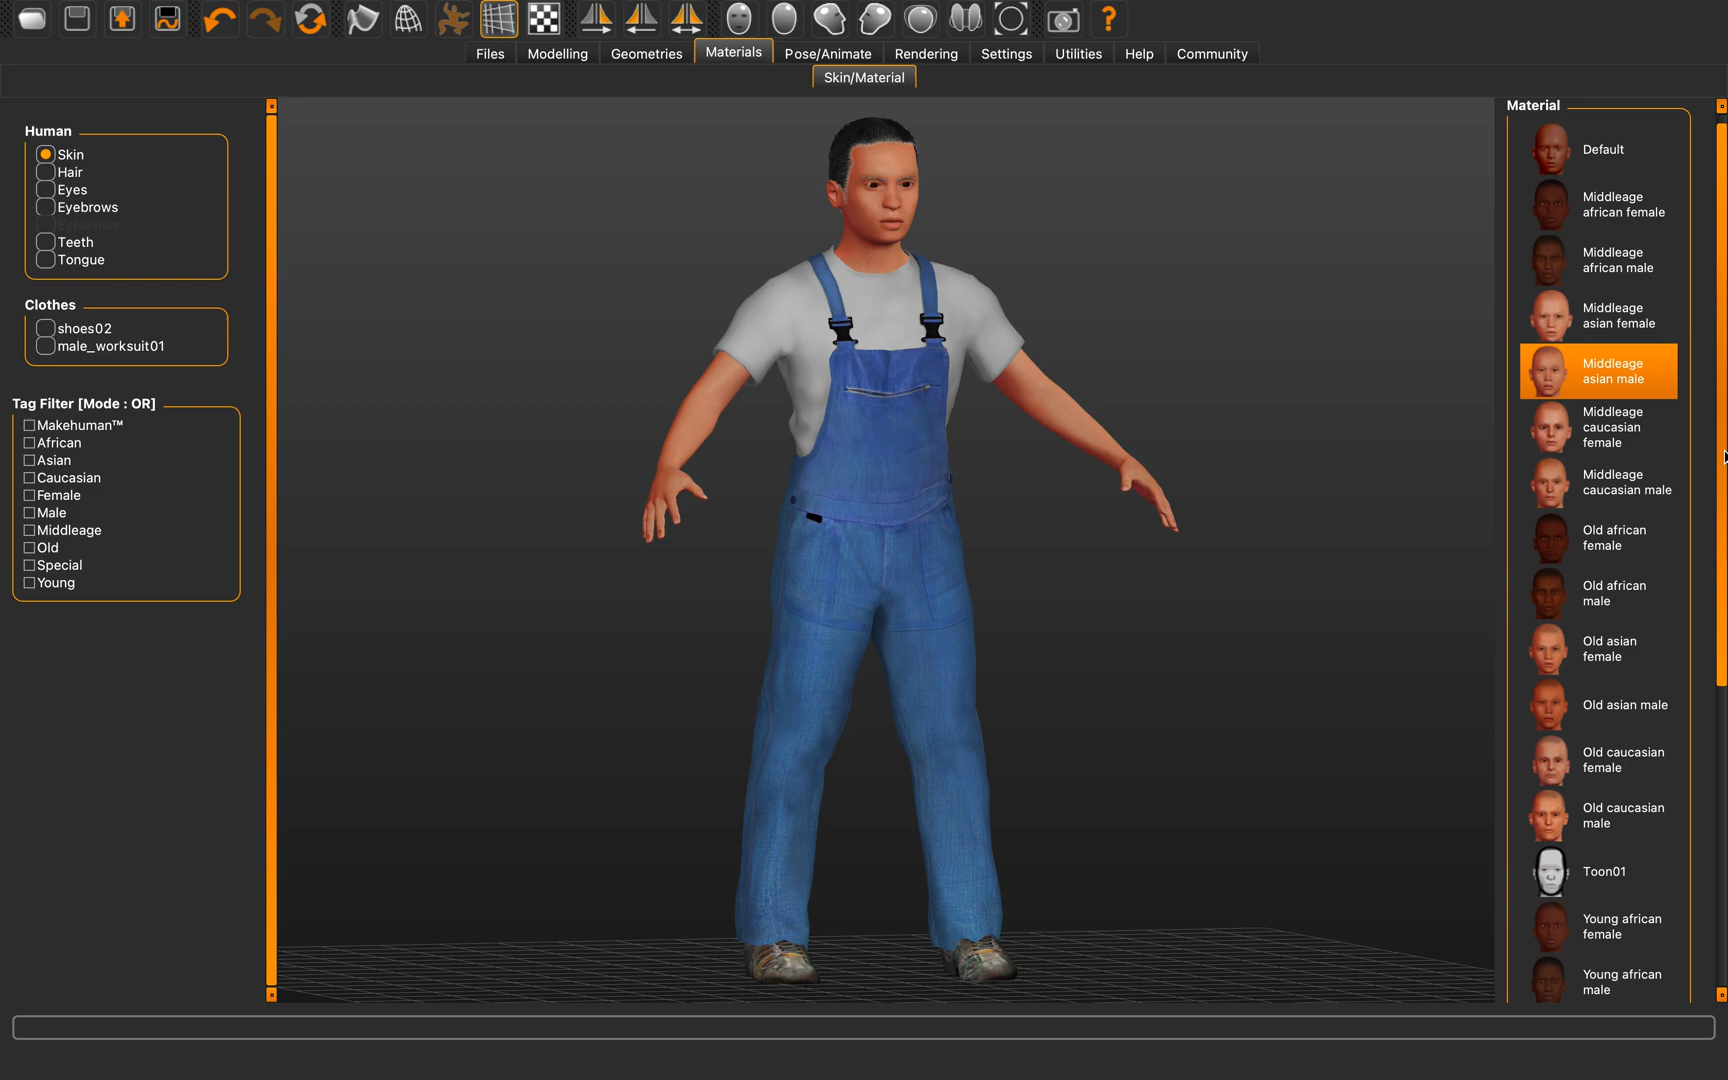 ?
Files
Modelling
Geometries
Materials
Pose/Animate
Rendering
Settings
Utilities
Help
Community
Skin/Material
Human
Skin
Hair
Eyes
Eyebrows
Eyelashes
Teeth
Tongue
Clothes
shoes02
male_worksuit01
Tag Filter [Mode : OR]
Makehuman™
African
Asian
Caucasian
Female
Male
Middleage
Old
Special
Young
Material
Default
Middleage
african female
Middleage
african male
Middleage
asian female
Middleage
asian male
Middleage
caucasian
female
Middleage
caucasian male
Old african
female
Old african
male
Old asian
female
Old asian male
Old caucasian
female
Old caucasian
male
Toon01
Young african
female
Young african
male